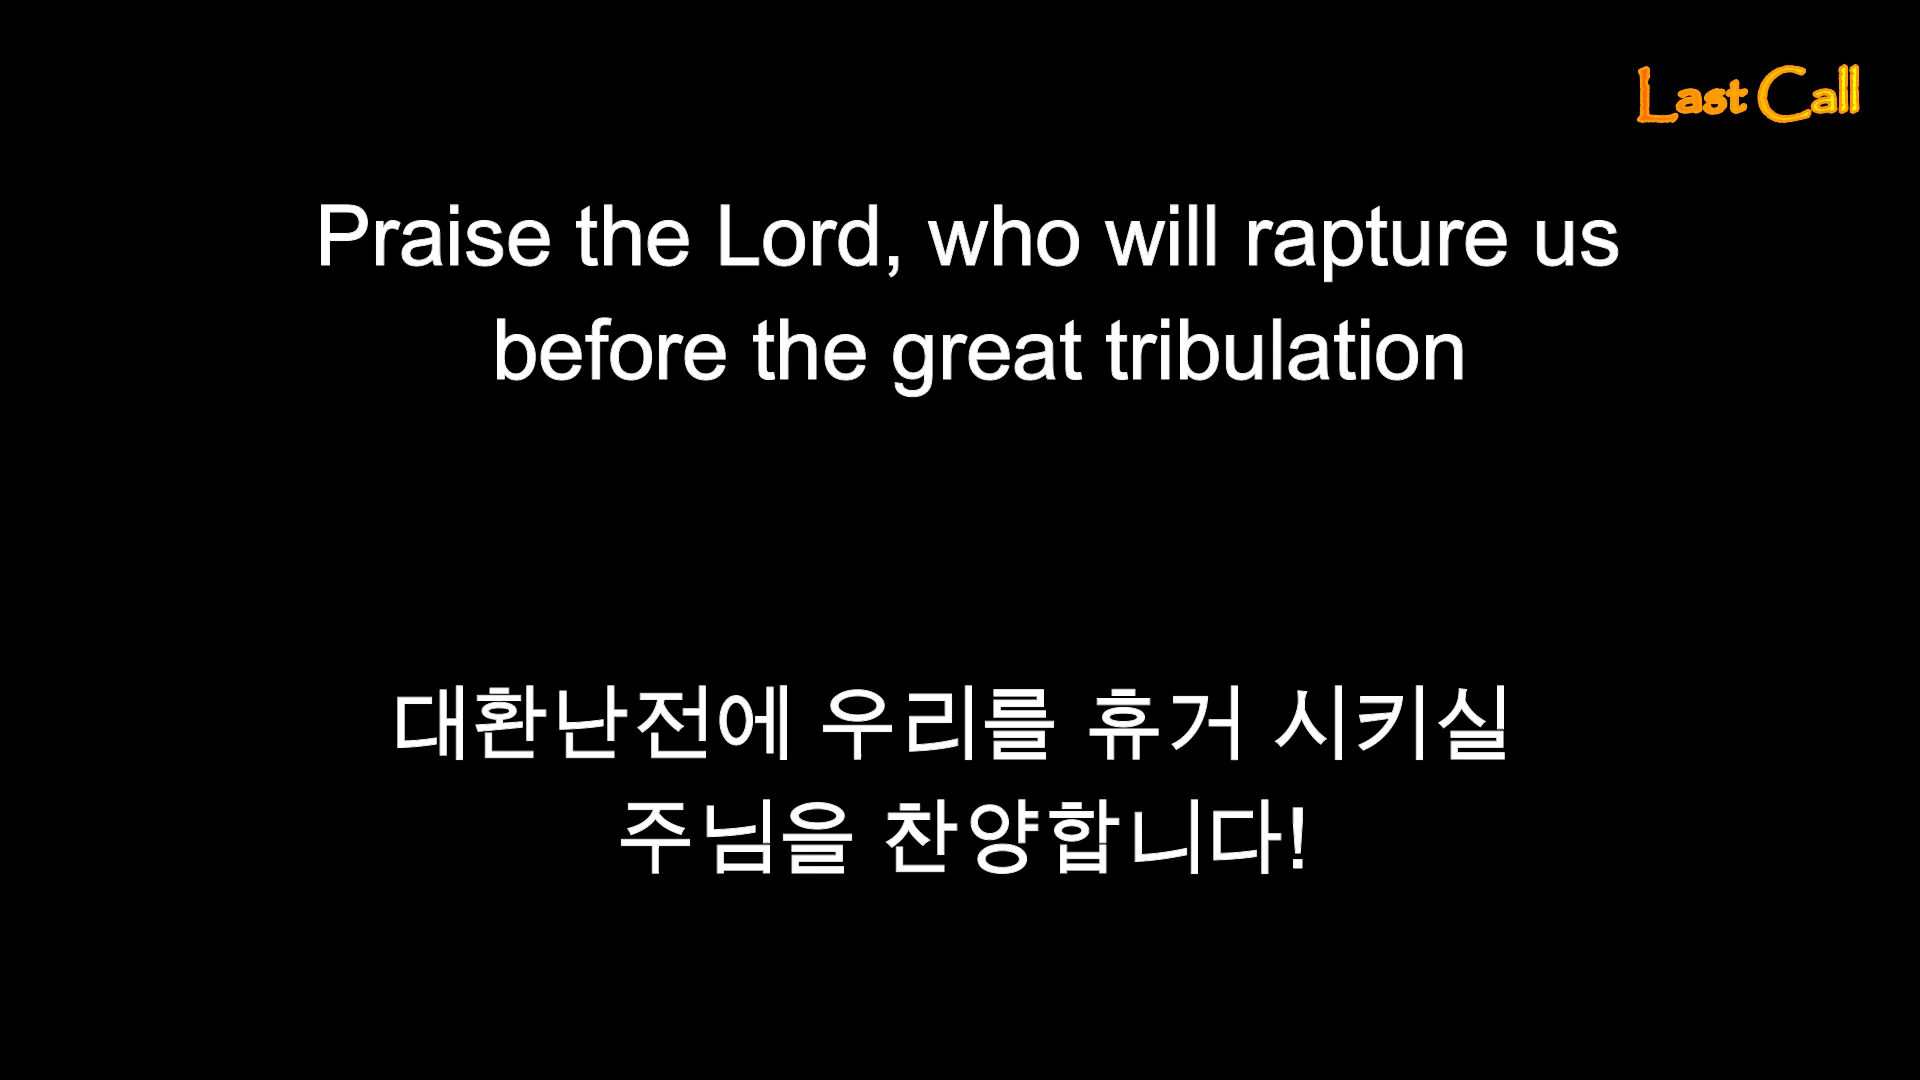 Last Call
Praise the Lord, who will rapture us
before the great tribulation
대환난전에 우리를 휴거 시키실
주님을 찬양합니다!